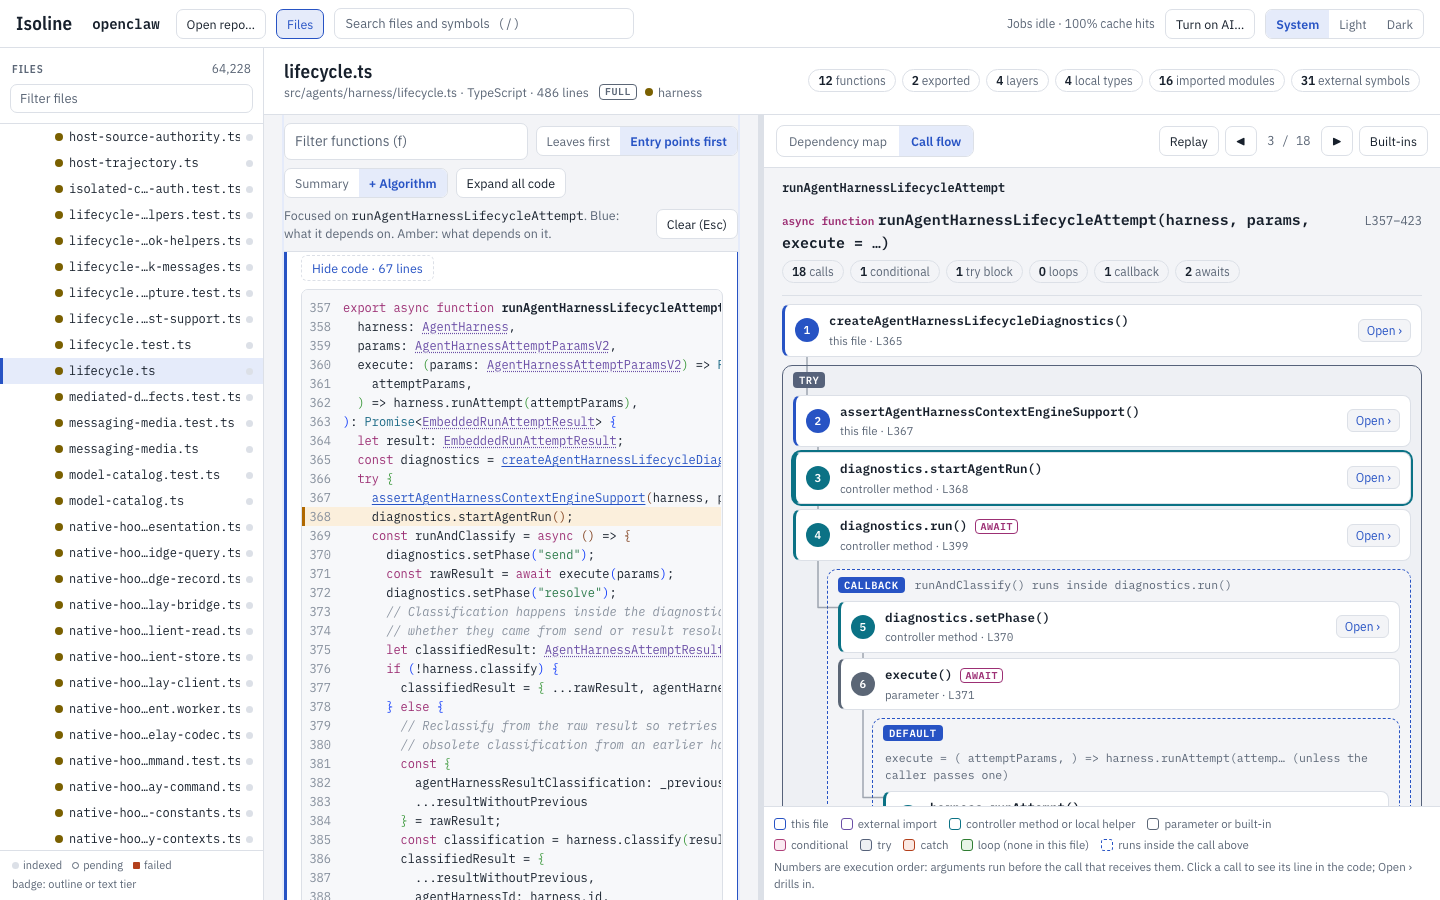 Isoline openclaw Open repo... Files Search files and symbols (/) Jobs idle · 100% cache hits Turn on AI... System Light Dark
FILES 64,228
Filter files
host-source-authority.ts
host-trajectory.ts
isolated-c…-auth.test.ts
lifecycle-…lpers.test.ts
lifecycle-…ok-helpers.ts
lifecycle-…k-messages.ts
lifecycle.…pture.test.ts
lifecycle.…st-support.ts
lifecycle.test.ts
lifecycle.ts
mediated-d…fects.test.ts
messaging-media.test.ts
messaging-media.ts
model-catalog.test.ts
model-catalog.ts
native-hoo…esentation.ts
native-hoo…idge-query.ts
native-hoo…dge-record.ts
native-hoo…lay-bridge.ts
native-hoo…lient-read.ts
native-hoo…ient-store.ts
native-hoo…lay-client.ts
native-hoo…ent.worker.ts
native-hoo…elay-codec.ts
native-hoo…mmand.test.ts
native-hoo…ay-command.ts
native-hoo…-constants.ts
native-hoo…y-contexts.ts
indexed pending failed
badge: outline or text tier
lifecycle.ts
src/agents/harness/lifecycle.ts · TypeScript · 486 lines FULL harness
12 functions 2 exported 4 layers 4 local types 16 imported modules 31 external symbols
Filter functions (f) Leaves first Entry points first
Summary + Algorithm Expand all code
Focused on runAgentHarnessLifecycleAttempt. Blue:
what it depends on. Amber: what depends on it.
Clear (Esc)
Hide code · 67 lines
357 export async function runAgentHarnessLifecycleAttempt
358 harness: AgentHarness,
359 params: AgentHarnessAttemptParamsV2,
360 execute: (params: AgentHarnessAttemptParamsV2) =>
361 attemptParams,
362 ) => harness.runAttempt(attemptParams),
363 ): Promise<EmbeddedRunAttemptResult> {
364 let result: EmbeddedRunAttemptResult;
365 const diagnostics = createAgentHarnessLifecycleDiag
366 try {
367 assertAgentHarnessContextEngineSupport(harness, p
368 diagnostics.startAgentRun();
369 const runAndClassify = async () => {
370 diagnostics.setPhase("send");
371 const rawResult = await execute(params);
372 diagnostics.setPhase("resolve");
373 // Classification happens inside the diagnostic
374 // whether they came from send or result resolu
375 let classifiedResult: AgentHarnessAttemptResult
376 if (!harness.classify) {
377 classifiedResult = { ...rawResult, agentHarne
378 } else {
379 // Reclassify from the raw result so retries
380 // obsolete classification from an earlier ha
381 const {
382 agentHarnessResultClassification: _previous
383 ...resultWithoutPrevious
384 } = rawResult;
385 const classification = harness.classify(resul
386 classifiedResult = {
387 ...resultWithoutPrevious,
388 agentHarnessId: harness.id,
Dependency map Call flow Replay ◀ 3 / 18 ▶ Built-ins
runAgentHarnessLifecycleAttempt
async function runAgentHarnessLifecycleAttempt(harness, params,
execute = …)
L357–423
18 calls 1 conditional 1 try block 0 loops 1 callback 2 awaits
1 createAgentHarnessLifecycleDiagnostics()
this file · L365
Open ›
TRY
2 assertAgentHarnessContextEngineSupport()
this file · L367
Open ›
3 diagnostics.startAgentRun()
controller method · L368
Open ›
4 diagnostics.run() AWAIT
controller method · L399
Open ›
CALLBACK runAndClassify() runs inside diagnostics.run()
5 diagnostics.setPhase()
controller method · L370
Open ›
6 execute() AWAIT
parameter · L371
DEFAULT
execute = ( attemptParams, ) => harness.runAttempt(attemp… (unless the
caller passes one)
this file external import controller method or local helper parameter or built-in
conditional try catch loop (none in this file) runs inside the call above
Numbers are execution order: arguments run before the call that receives them. Click a call to see its line in the code; Open ›
drills in.